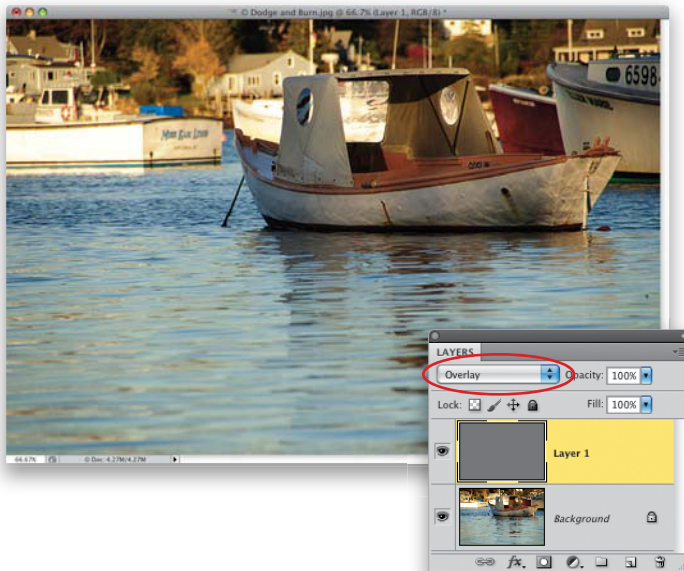 © Dodge and Burn.jpg @ 66.7% (Layer 1, RGB/8) *
6598
66.67%
© Doc: 4.27M/4.27M
LAYERS
Overlay
Opacity: 100%
Lock:
Fill: 100%
Layer 1
Background
fx.